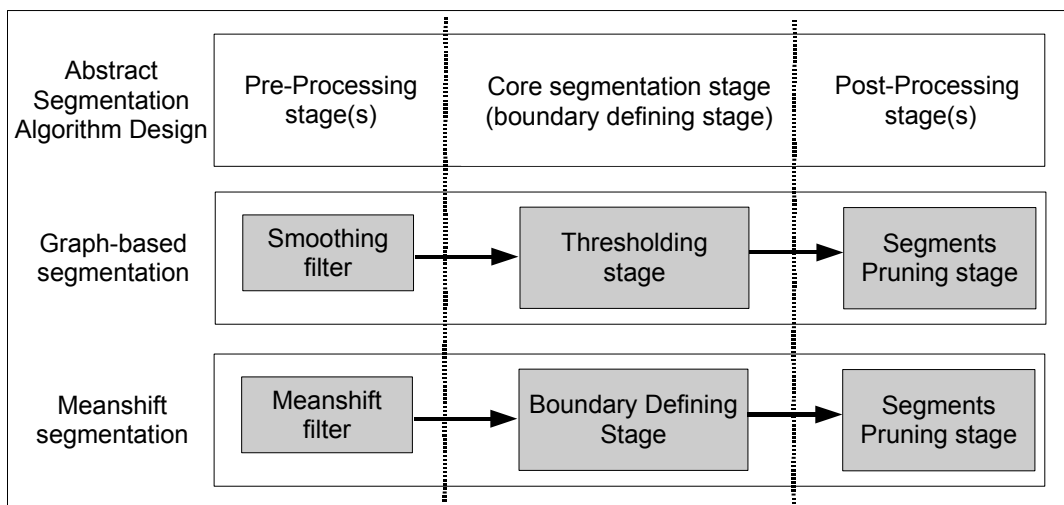 Abstract
Segmentation
Algorithm Design
Pre-Processing
stage(s)
Core segmentation stage
(boundary defining stage)
Post-Processing
stage(s)
Graph-based
segmentation
Smoothing
filter
Thresholding
stage
Segments
Pruning stage
Meanshift
segmentation
Meanshift
filter
Boundary Defining
Stage
Segments
Pruning stage